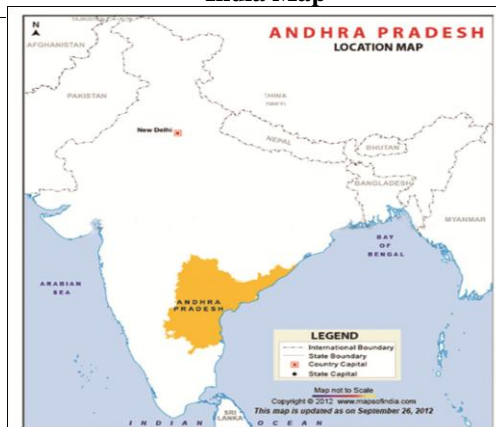 India Map
N
ANDHRA PRADESH
LOCATION MAP
AFGHANISTAN
PAKISTAN
CHINA
New Delhi
NEPAL
BHUTAN
BANGLADESH
MYANMAR
BAY
OF
BENGAL
ARABIAN
SEA
ANDHRA
PRADESH
LEGEND
International Boundary
State Boundary
Country Capital
State Capital
Map not to Scale
Copyright © 2012 www.mapsofindia.com
This map is updated as on September 26, 2012
SRI
LANKA
INDIAN OCEAN